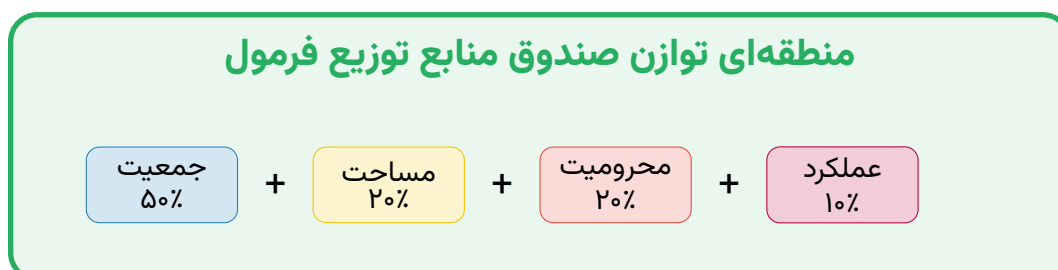 منطقه‌ای توازن صندوق منابع توزیع فرمول
عملکرد
۱۰٪
+
محرومیت
۲۰٪
+
مساحت
۲۰٪
+
جمعیت
۵۰٪